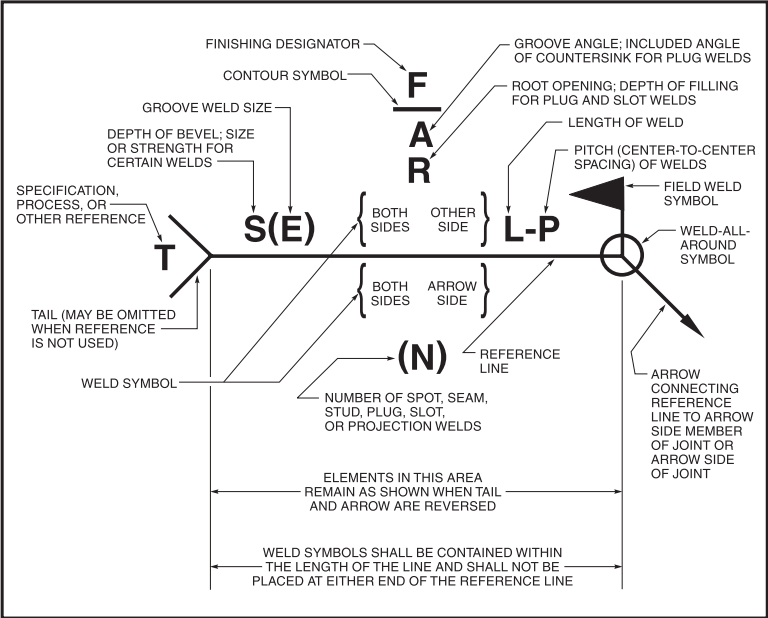 FINISHING DESIGNATOR
CONTOUR SYMBOL
GROOVE WELD SIZE
DEPTH OF BEVEL; SIZE
OR STRENGTH FOR
CERTAIN WELDS
SPECIFICATION,
PROCESS, OR
OTHER REFERENCE
F
A
R
GROOVE ANGLE; INCLUDED ANGLE
OF COUNTERSINK FOR PLUG WELDS
ROOT OPENING; DEPTH OF FILLING
FOR PLUG AND SLOT WELDS
LENGTH OF WELD
PITCH (CENTER-TO-CENTER
SPACING) OF WELDS
FIELD WELD
SYMBOL
WELD-ALL-
AROUND
SYMBOL
T
S(E)
{ BOTH
SIDES
OTHER
SIDE }
L-P
{ BOTH
SIDES
ARROW
SIDE }
TAIL (MAY BE OMITTED
WHEN REFERENCE
IS NOT USED)
WELD SYMBOL
(N)
REFERENCE
LINE
NUMBER OF SPOT, SEAM,
STUD, PLUG, SLOT,
OR PROJECTION WELDS
ARROW
CONNECTING
REFERENCE
LINE TO ARROW
SIDE MEMBER
OF JOINT OR
ARROW SIDE
OF JOINT
ELEMENTS IN THIS AREA
REMAIN AS SHOWN WHEN TAIL
AND ARROW ARE REVERSED
WELD SYMBOLS SHALL BE CONTAINED WITHIN
THE LENGTH OF THE LINE AND SHALL NOT BE
PLACED AT EITHER END OF THE REFERENCE LINE